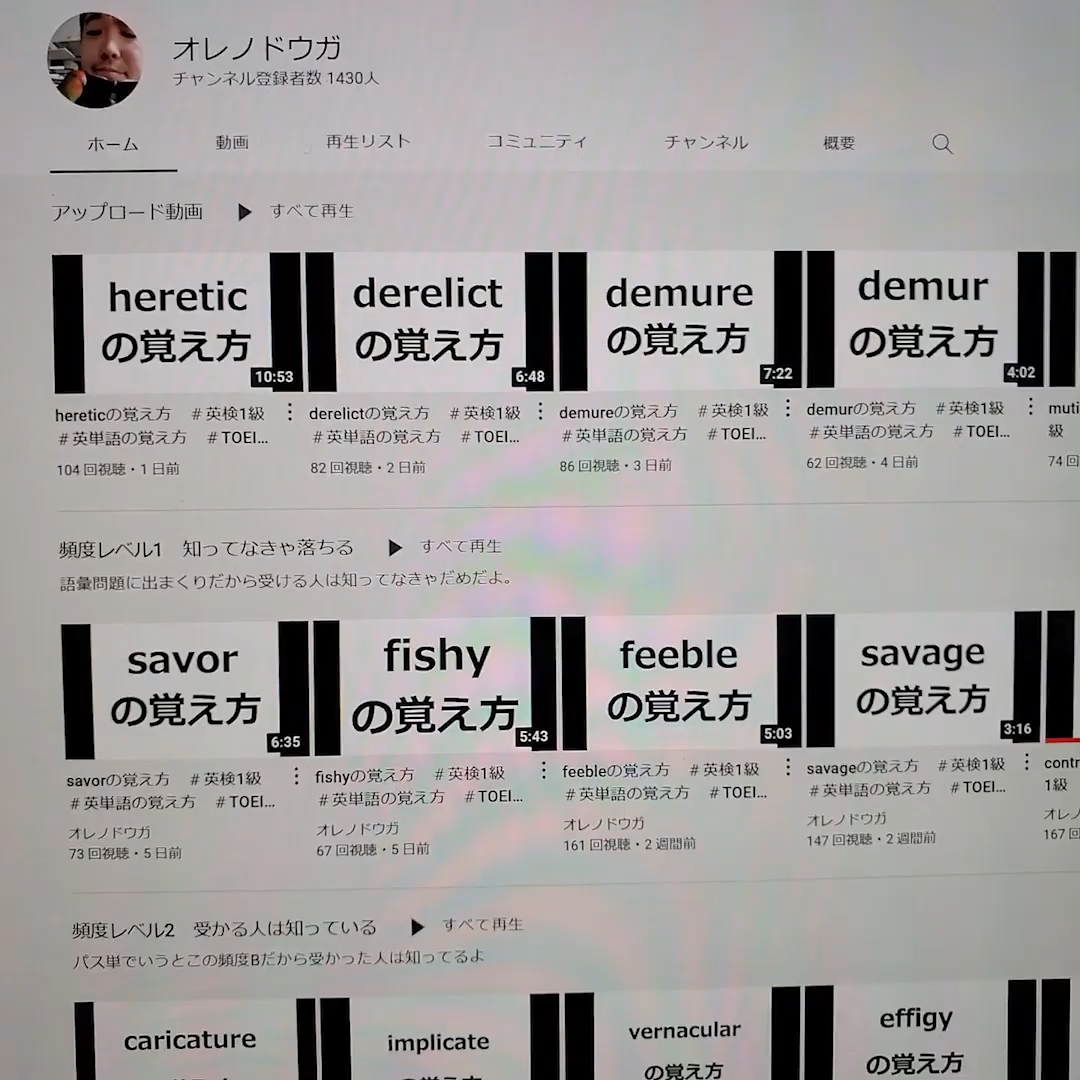 オレノドウガ
チャンネル登録者数 1430人
ホーム 動画 再生リスト コミュニティ チャンネル 概要
アップロード動画 ▶ すべて再生
heretic derelict demure demur
の覚え方 の覚え方 の覚え方 の覚え方
10:53 6:48 7:22 4:02
hereticの覚え方 ＃英検1級 derelictの覚え方 ＃英検1級 demureの覚え方 ＃英検1級 demurの覚え方 ＃英検1級 muti
＃英単語の覚え方 ＃TOEI... ＃英単語の覚え方 ＃TOEI... ＃英単語の覚え方 ＃TOEI... ＃英単語の覚え方 ＃TOEI... 級
104 回視聴・1 日前 82 回視聴・2 日前 86 回視聴・3 日前 62 回視聴・4 日前 74 回
頻度レベル1 知ってなきゃ落ちる ▶ すべて再生
語彙問題に出まくりだから受ける人は知ってなきゃだめだよ。
savor fishy feeble savage
の覚え方 の覚え方 の覚え方 の覚え方
6:35 5:43 5:03 3:16
savorの覚え方 ＃英検1級 fishyの覚え方 ＃英検1級 feebleの覚え方 ＃英検1級 savageの覚え方 ＃英検1級 contr
＃英単語の覚え方 ＃TOEI... ＃英単語の覚え方 ＃TOEI... ＃英単語の覚え方 ＃TOEI... ＃英単語の覚え方 ＃TOEI... 1級
オレノドウガ オレノドウガ オレノドウガ オレノドウガ オレノ
73 回視聴・5 日前 67 回視聴・5 日前 161 回視聴・2 週間前 147 回視聴・2 週間前 167 回
頻度レベル2 受かる人は知っている ▶ すべて再生
パス単でいうとこの頻度Bだから受かった人は知ってるよ
caricature implicate vernacular effigy
の覚え方 の覚え方